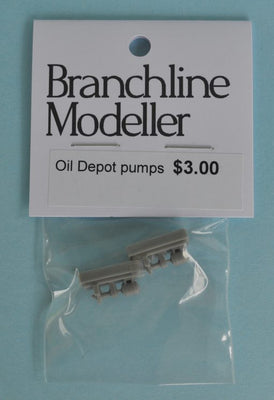 Branchline
Modeller
Oil Depot pumps $3.00